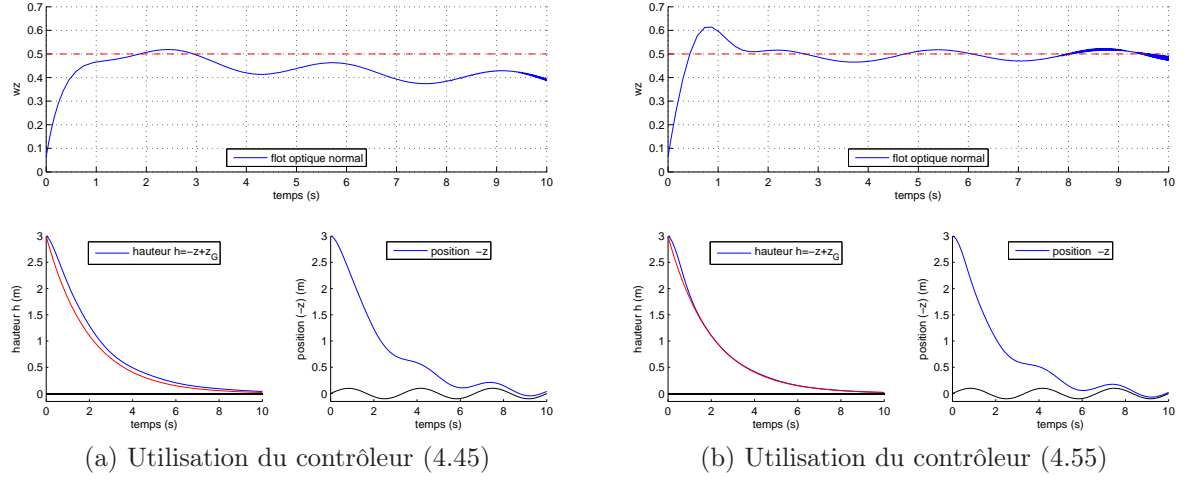 0.7
0.6
0.5
0.4
0.3
0.2
0.1
0
wz
flot optique normal
0 1 2 3 4 5 6 7 8 9 10
temps (s)
3
2.5
2
1.5
1
0.5
0
hauteur h (m)
hauteur h=-z+z_G
0 2 4 6 8 10
temps (s)
3
2.5
2
1.5
1
0.5
0
position (-z) (m)
position -z
0 2 4 6 8 10
temps (s)
(a) Utilisation du contrôleur (4.45)
0.7
0.6
0.5
0.4
0.3
0.2
0.1
0
wz
flot optique normal
0 1 2 3 4 5 6 7 8 9 10
temps (s)
3
2.5
2
1.5
1
0.5
0
hauteur h (m)
hauteur h=-z+z_G
0 2 4 6 8 10
temps (s)
3
2.5
2
1.5
1
0.5
0
position (-z) (m)
position -z
0 2 4 6 8 10
temps (s)
(b) Utilisation du contrôleur (4.55)